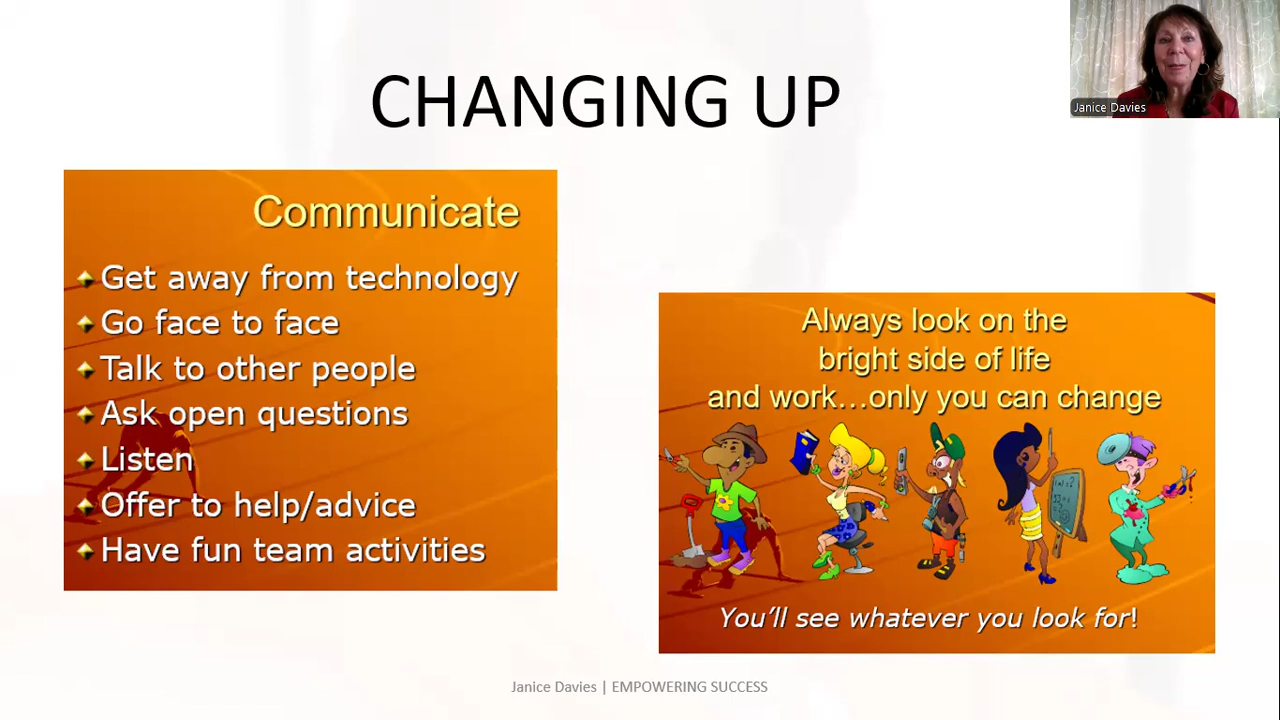 CHANGING UP
Janice Davies
Communicate
Get away from technology
Go face to face
Talk to other people
Ask open questions
Listen
Offer to help/advice
Have fun team activities
Always look on the
bright side of life
and work...only you can change
You'll see whatever you look for!
Janice Davies | EMPOWERING SUCCESS